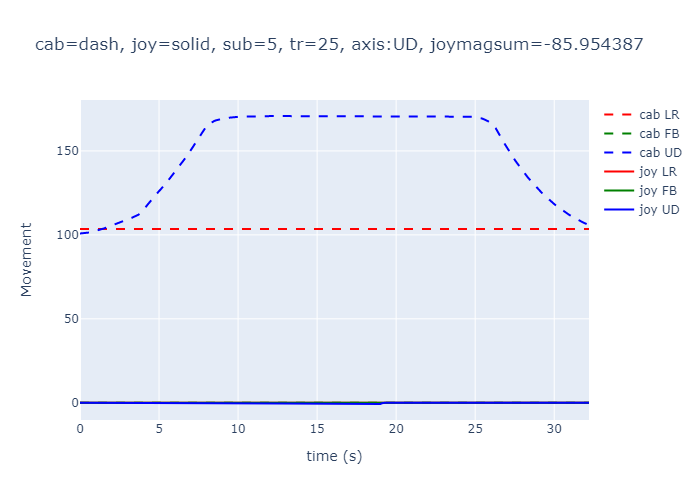 cab=dash, joy=solid, sub=5, tr=25, axis:UD, joymagsum=-85.954387
cab LR
cab FB
cab UD
joy LR
joy FB
joy UD
Movement
150
100
50
0
0 5 10 15 20 25 30
time (s)